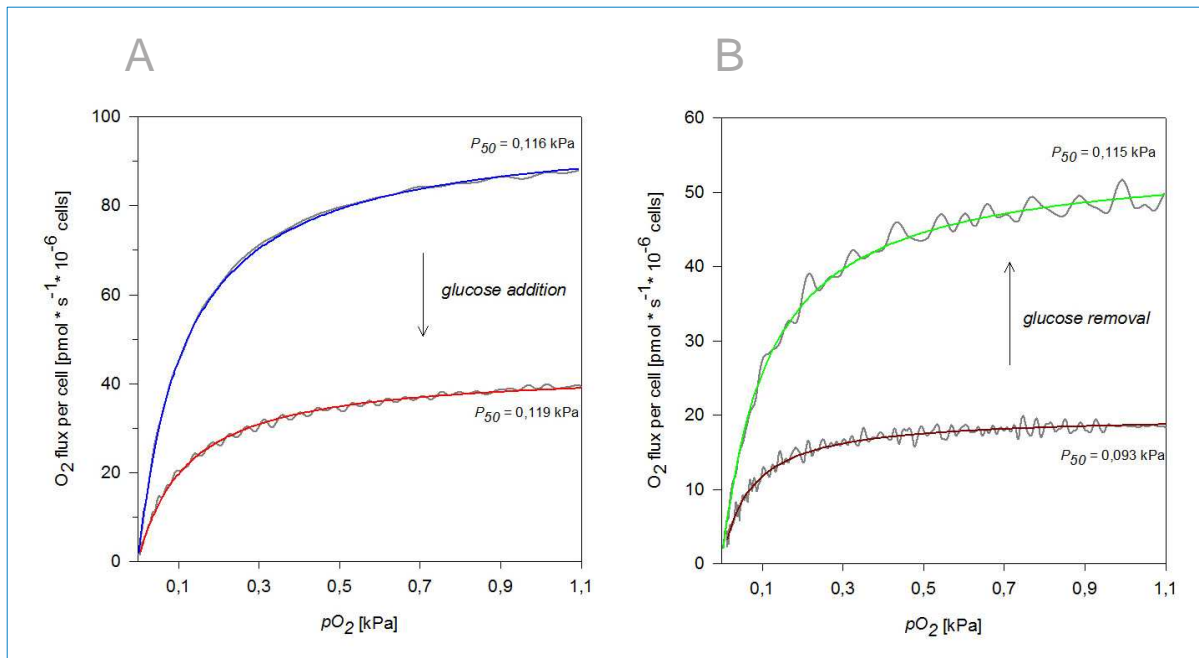 A
O2 flux per cell [pmol * s-1* 10-6 cells]
100
80
60
40
20
0
P50 = 0,116 kPa
glucose addition
P50 = 0,119 kPa
0,1 0,3 0,5 0,7 0,9 1,1
pO2 [kPa]
B
O2 flux per cell [pmol * s-1* 10-6 cells]
60
50
40
30
20
10
0
P50 = 0,115 kPa
glucose removal
P50 = 0,093 kPa
0,1 0,3 0,5 0,7 0,9 1,1
pO2 [kPa]